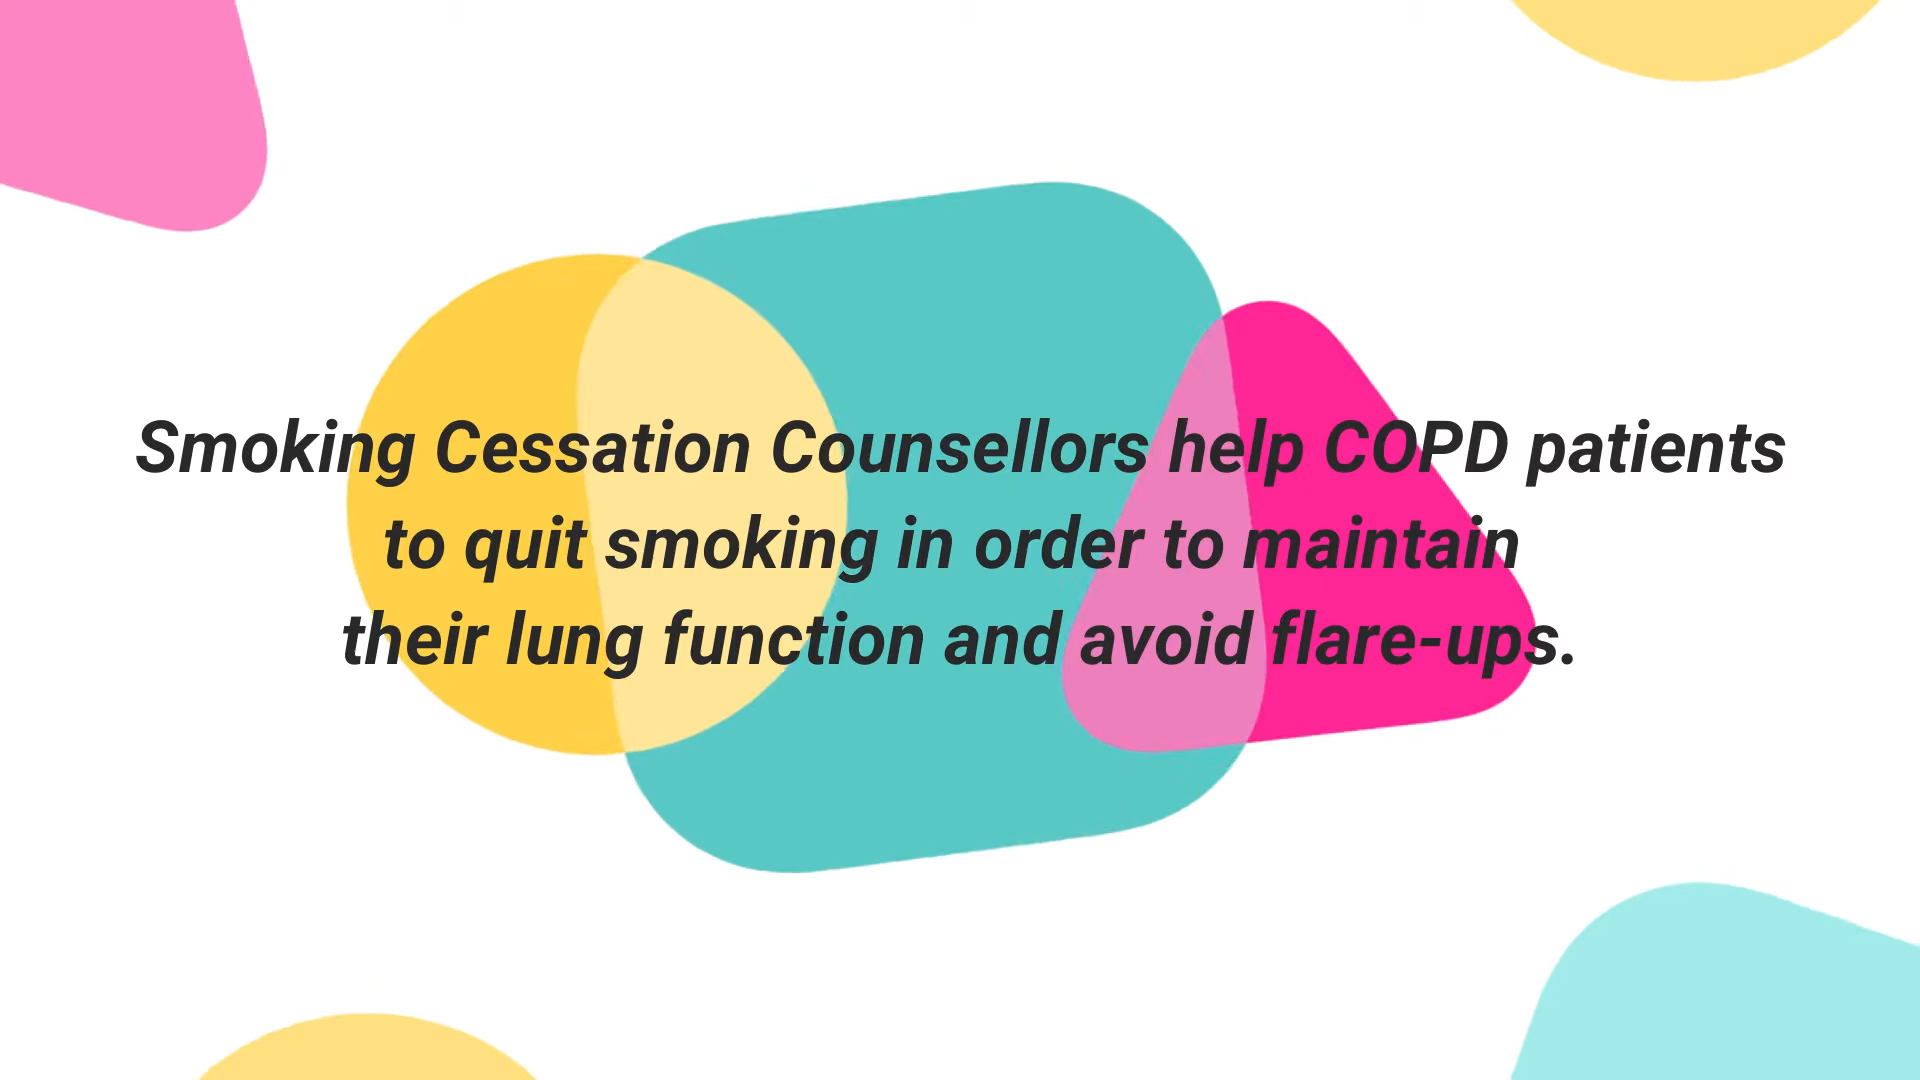 Smoking Cessation Counsellors help COPD patients
to quit smoking in order to maintain
their lung function and avoid flare-ups.